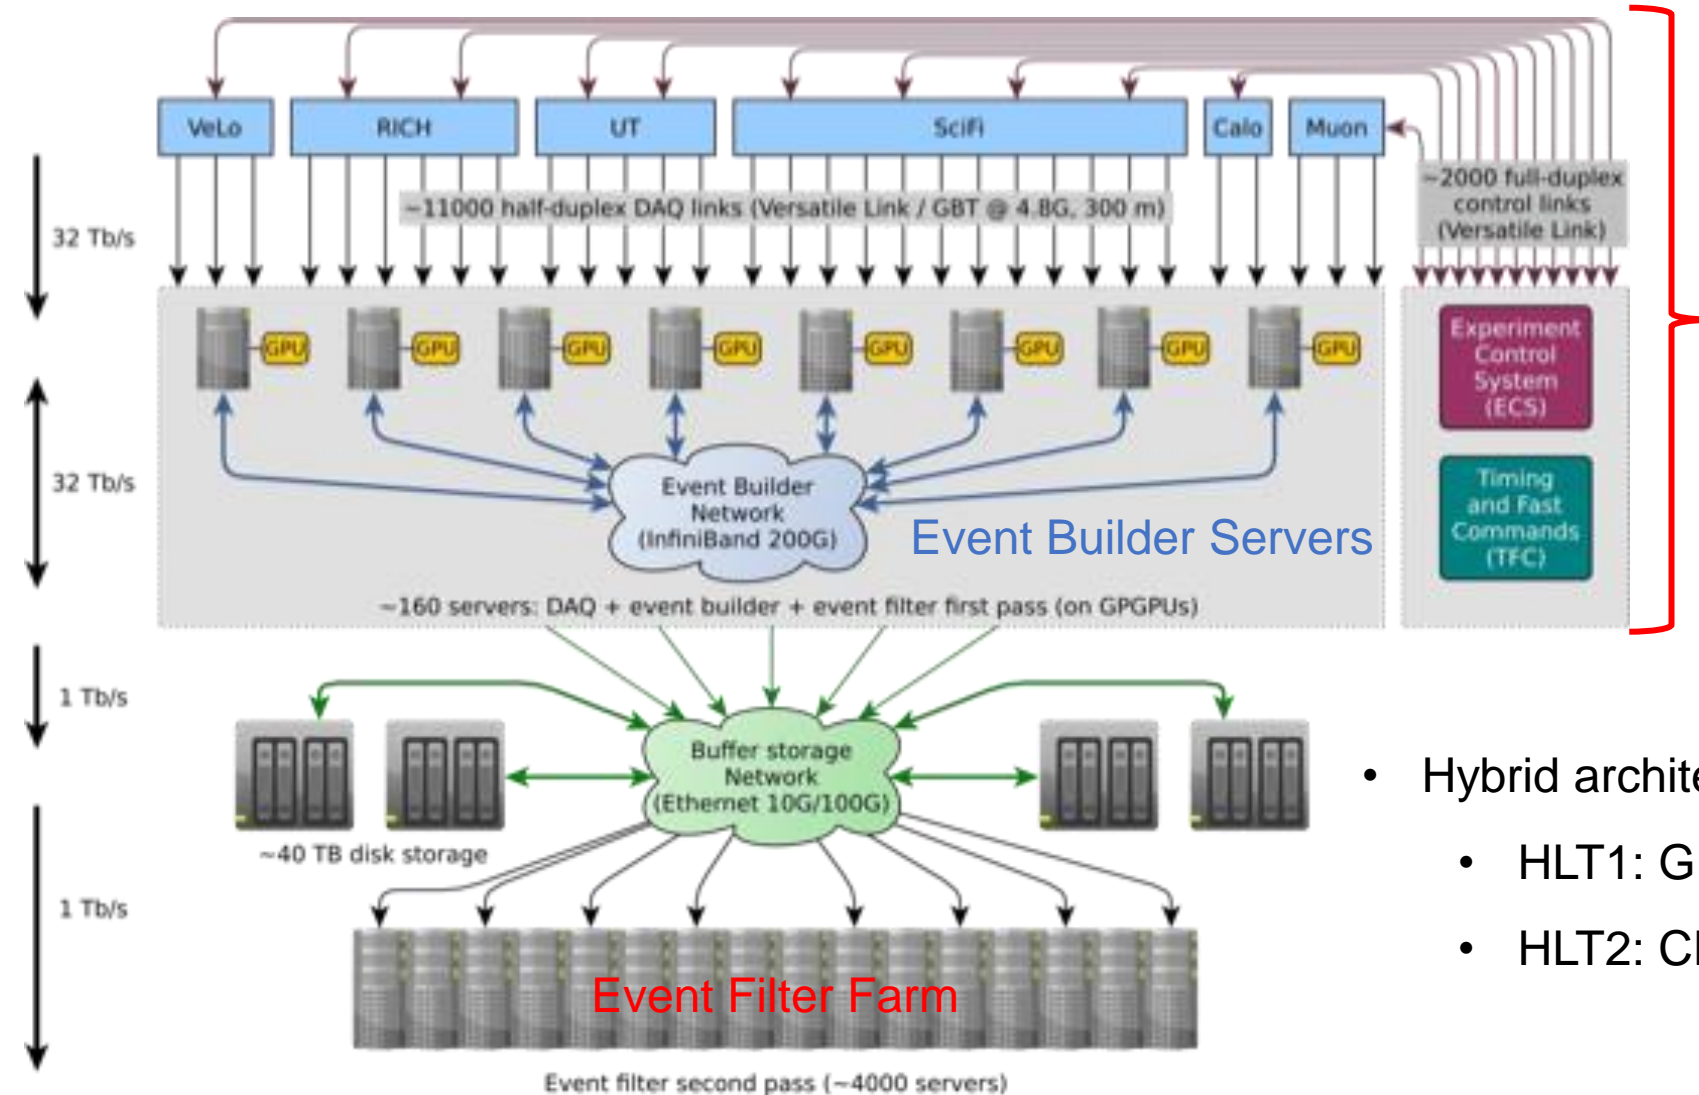 VeLo
RICH
UT
SciFi
Calo
Muon
~11000 half-duplex DAQ links (Versatile Link / GBT @ 4.8G, 300 m)
~2000 full-duplex
control links
(Versatile Link)
32 Tb/s
GPU
GPU
GPU
GPU
GPU
GPU
GPU
GPU
Experiment
Control
System
(ECS)
32 Tb/s
Event Builder
Network
(InfiniBand 200G)
Event Builder Servers
Timing
and Fast
Commands
(TFC)
~160 servers: DAQ + event builder + event filter first pass (on GPGPUs)
1 Tb/s
Buffer storage
Network
(Ethernet 10G/100G)
~40 TB disk storage
• Hybrid archite
• HLT1: G
• HLT2: C
1 Tb/s
Event Filter Farm
Event filter second pass (~4000 servers)